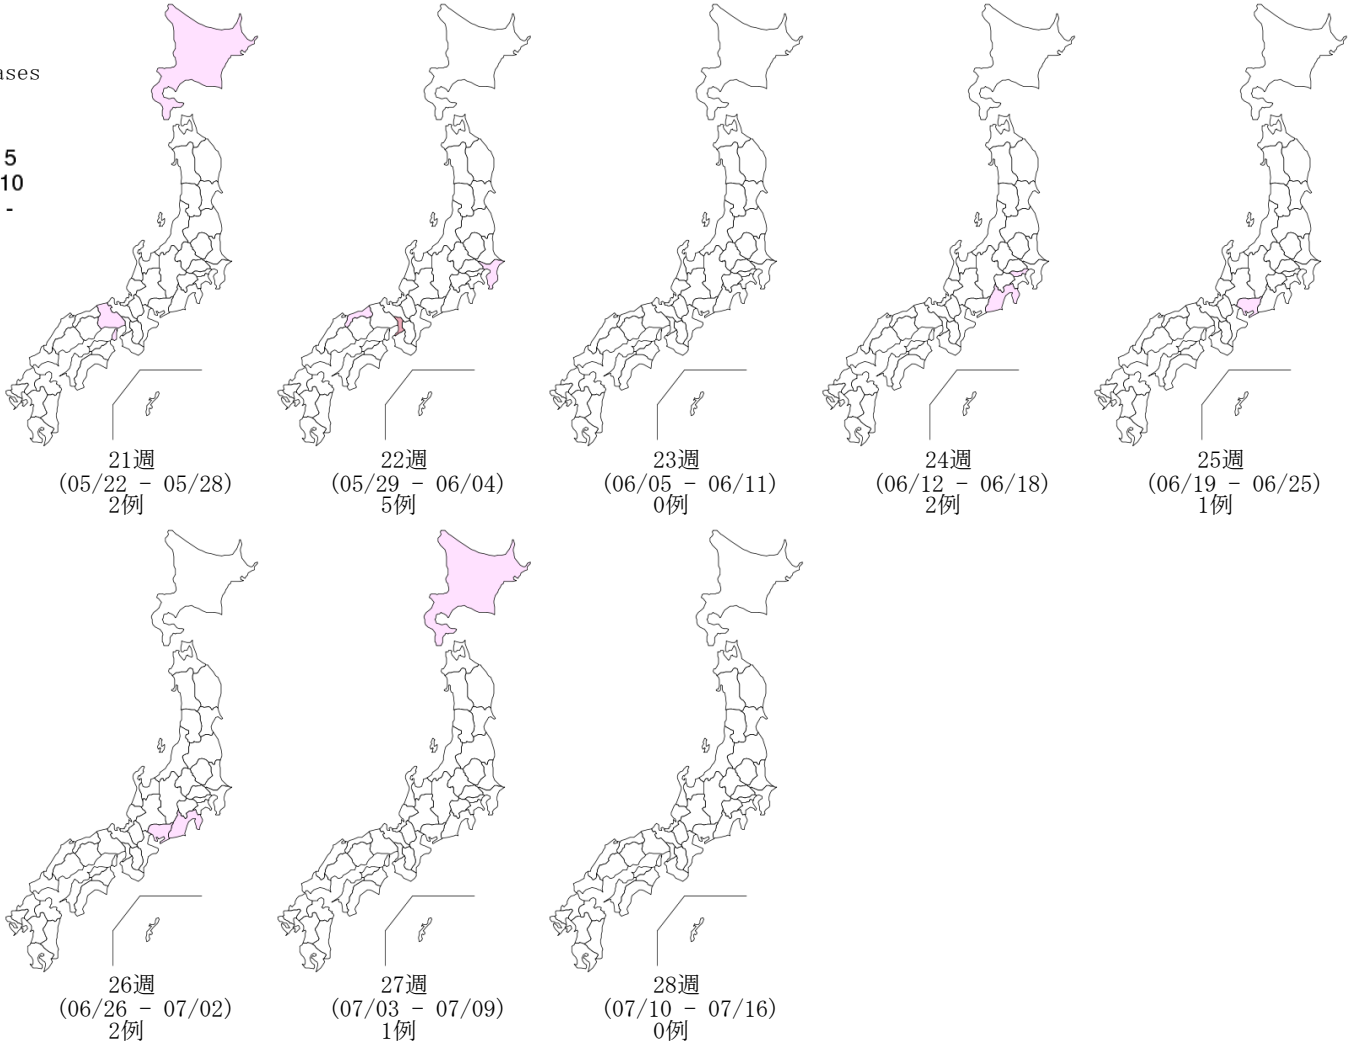 ases
5
10
-
21週
(05/22 - 05/28)
2例
22週
(05/29 - 06/04)
5例
23週
(06/05 - 06/11)
0例
24週
(06/12 - 06/18)
2例
25週
(06/19 - 06/25)
1例
26週
(06/26 - 07/02)
2例
27週
(07/03 - 07/09)
1例
28週
(07/10 - 07/16)
0例